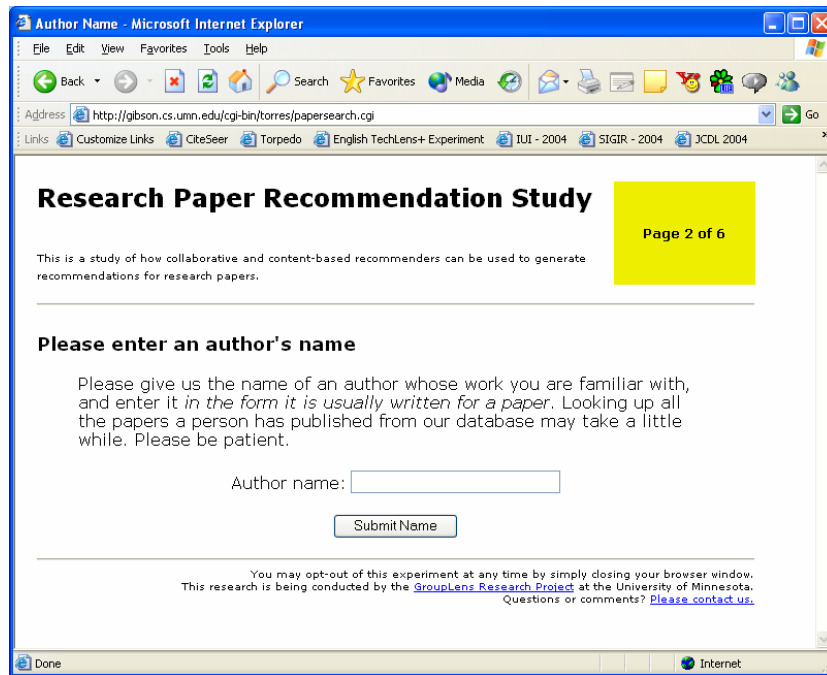 Author Name - Microsoft Internet Explorer
File Edit View Favorites Tools Help
Back Search Favorites Media
Address http://gibson.cs.umn.edu/cgi-bin/torres/papersearch.cgi Go
Links Customize Links CiteSeer Torpedo English TechLens+ Experiment IUI - 2004 SIGIR - 2004 JCDL 2004 »
Research Paper Recommendation Study
Page 2 of 6
This is a study of how collaborative and content-based recommenders can be used to generate
recommendations for research papers.
Please enter an author's name
Please give us the name of an author whose work you are familiar with,
and enter it in the form it is usually written for a paper. Looking up all
the papers a person has published from our database may take a little
while. Please be patient.
Author name:
Submit Name
You may opt-out of this experiment at any time by simply closing your browser window.
This research is being conducted by the GroupLens Research Project at the University of Minnesota.
Questions or comments? Please contact us.
Done Internet